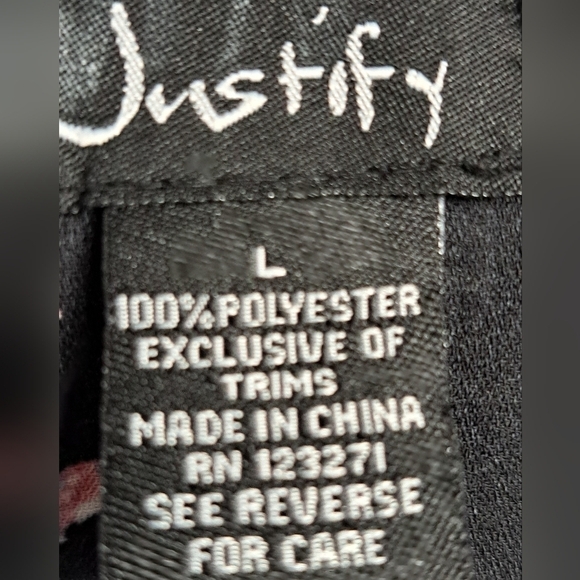 Justify
L
100% POLYESTER
EXCLUSIVE OF
TRIMS
MADE IN CHINA
RN 123271
SEE REVERSE
FOR CARE